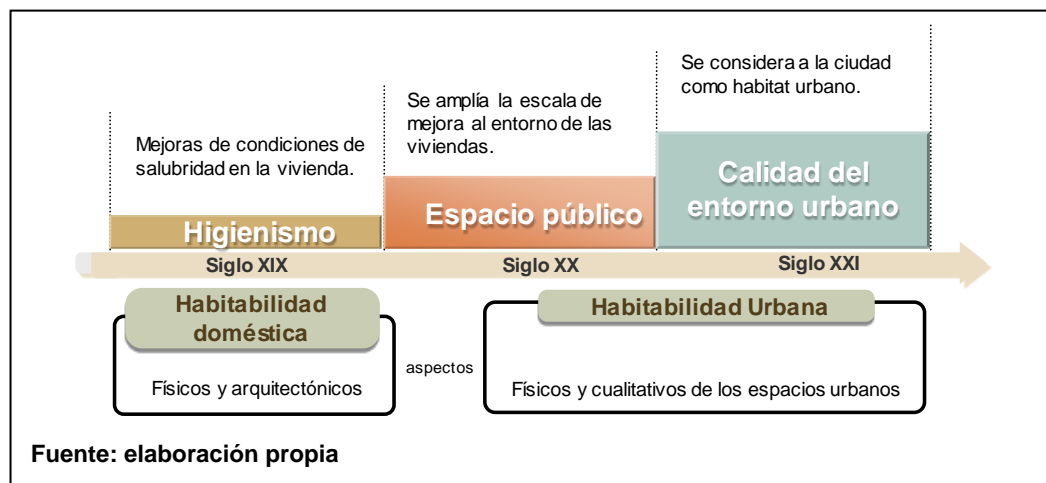 Mejoras de condiciones de
salubridad en la vivienda.
Se amplía la escala de
mejora al entorno de las
viviendas.
Se considera a la ciudad
como habitat urbano.
Higienismo
Espacio público
Calidad del
entorno urbano
Siglo XIX
Siglo XX
Siglo XXI
Habitabilidad
doméstica
Físicos y arquitectónicos
aspectos
Habitabilidad Urbana
Físicos y cualitativos de los espacios urbanos
Fuente: elaboración propia